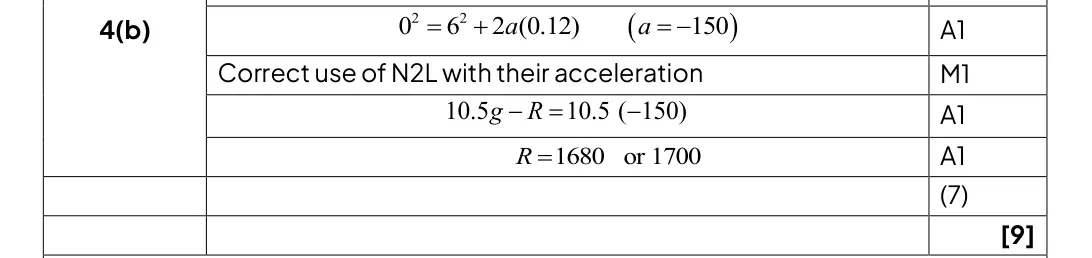 4(b)
0² = 6² + 2a(0.12) (a = −150) A1
Correct use of N2L with their acceleration M1
10.5g − R = 10.5 (−150) A1
R = 1680 or 1700 A1
(7)
[9]